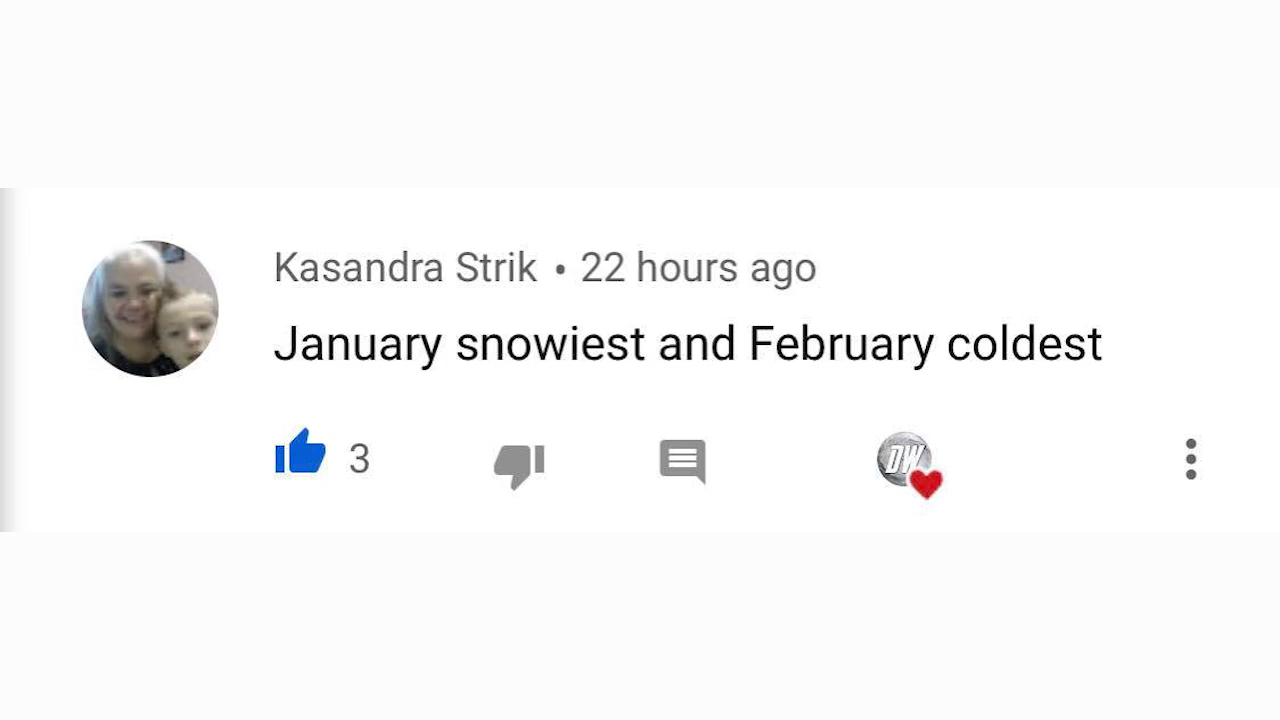 Kasandra Strik • 22 hours ago
January snowiest and February coldest
3
DW